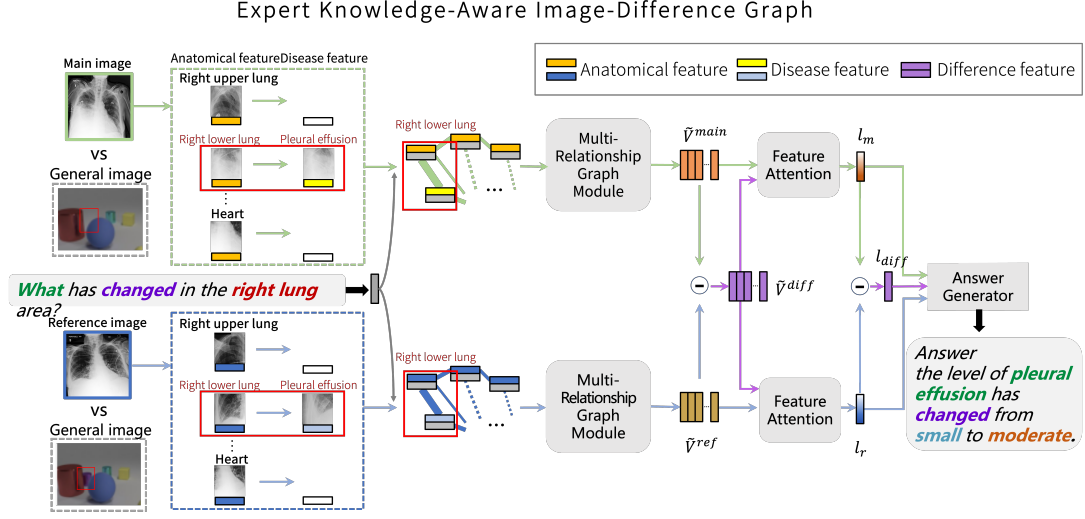 Expert Knowledge-Aware Image-Difference Graph
Anatomical feature
Disease feature
Difference feature
Main image
VS
General image
Anatomical feature Disease feature
Right upper lung
Right lower lung
Pleural effusion
Heart
Right lower lung
...
Multi-
Relationship
Graph
Module
Ṽ^main
Feature
Attention
l_m
What has changed in the right lung
area?
Ṽ^diff
l_diff
Answer
Generator
Reference image
VS
General image
Right upper lung
Right lower lung
Pleural effusion
Heart
Right lower lung
...
Multi-
Relationship
Graph
Module
Ṽ^ref
Feature
Attention
l_r
Answer
the level of pleural
effusion has
changed from
small to moderate.